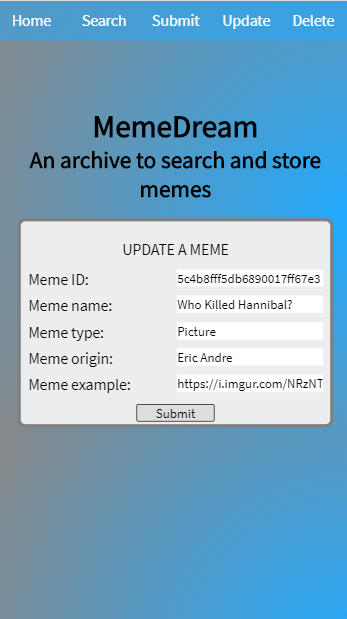 Home Search Submit Update Delete
MemeDream
An archive to search and store
memes
UPDATE A MEME
Meme ID: 5c4b8fff5db6890017ff67e3
Meme name: Who Killed Hannibal?
Meme type: Picture
Meme origin: Eric Andre
Meme example: https://i.imgur.com/NRzNT
Submit